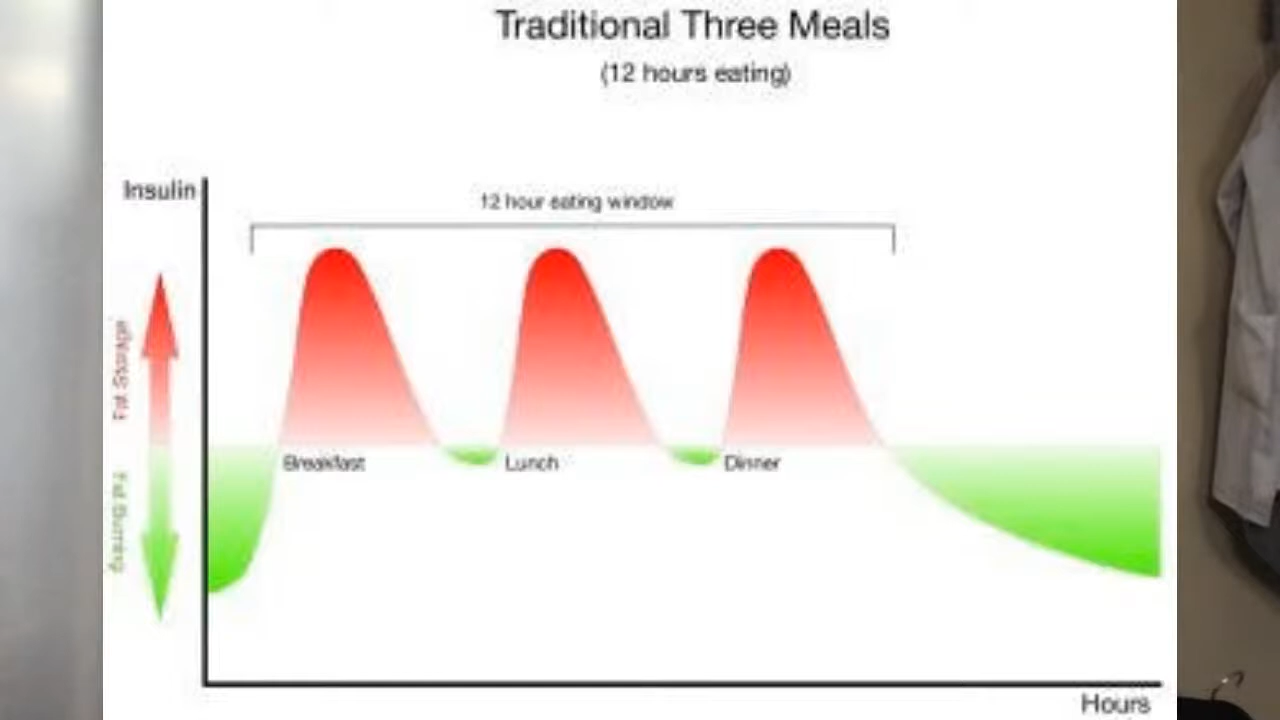 Traditional Three Meals
(12 hours eating)
Insulin
12 hour eating window
Fat Storage
Fat Burning
Breakfast
Lunch
Dinner
Hours